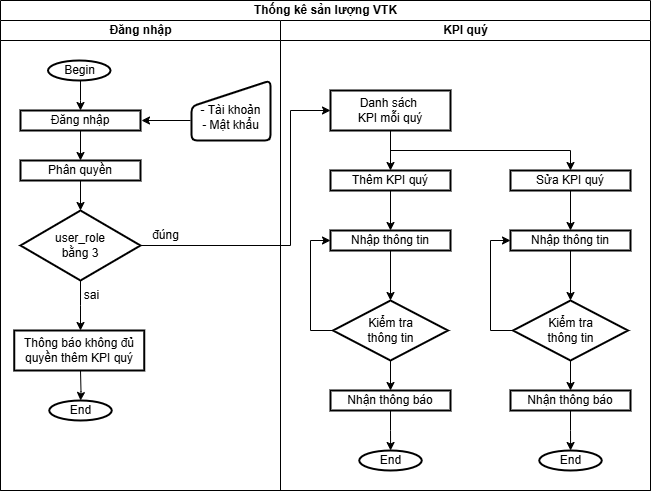 Thống kê sản lượng VTK
Đăng nhập
KPI quý
Begin
Đăng nhập
- Tài khoản
- Mật khẩu
Phân quyền
user_role
bằng 3
đúng
sai
Thông báo không đủ
quyền thêm KPI quý
End
Danh sách
KPI mỗi quý
Thêm KPI quý
Sửa KPI quý
Nhập thông tin
Nhập thông tin
Kiểm tra
thông tin
Kiểm tra
thông tin
Nhận thông báo
Nhận thông báo
End
End